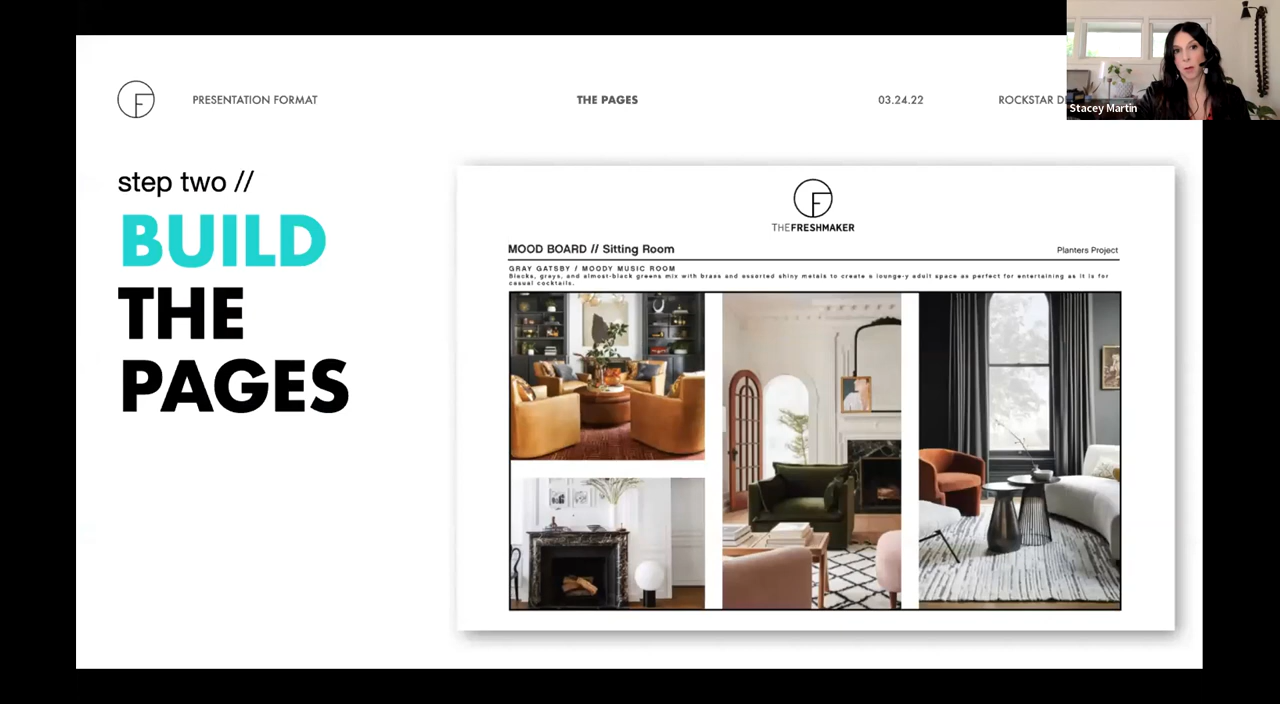 PRESENTATION FORMAT
THE PAGES
03.24.22
ROCKSTAR D
Stacey Martin
step two //
BUILD
THE
PAGES
THEFRESHMAKER
MOOD BOARD // Sitting Room
Planters Project
GRAY GATSBY / MOODY MUSIC ROOM
Blacks, grays, and almost-black greens mix with brass and assorted shiny metals to create a lounge-y adult space as perfect for entertaining as it is for
casual cocktails.